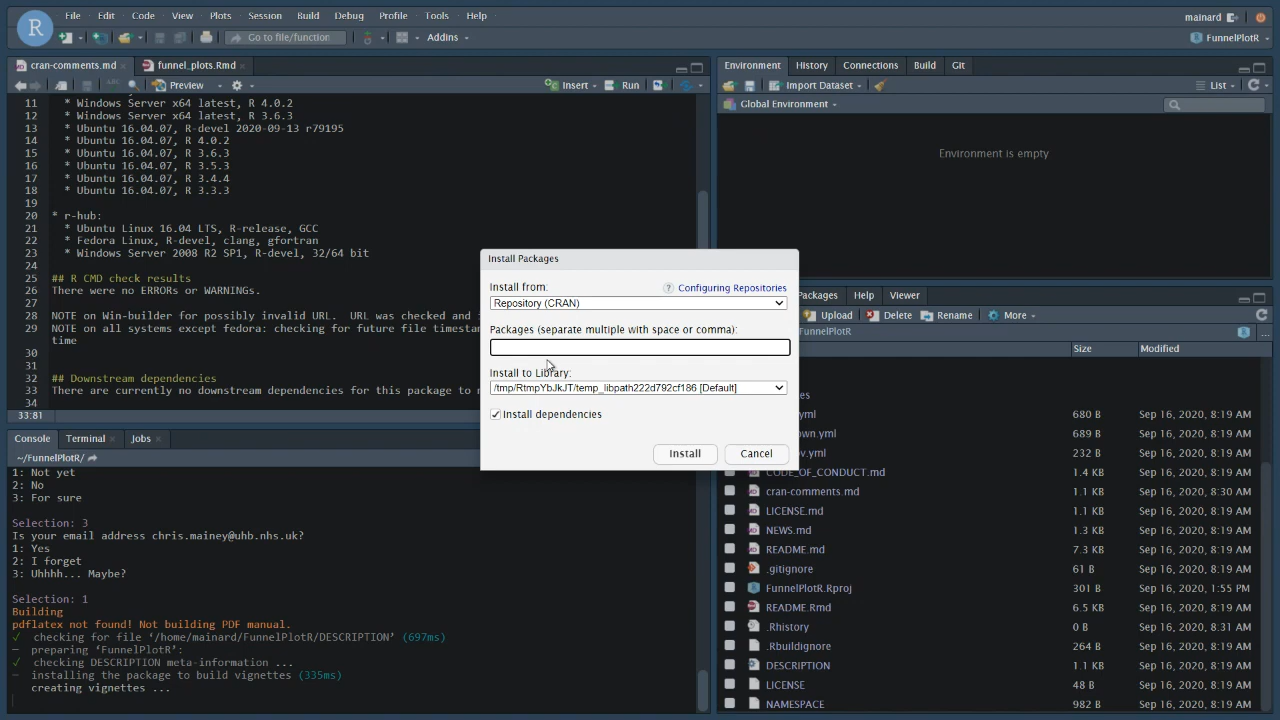 File Edit Code View Plots Session Build Debug Profile Tools Help
mainard
R
Go to file/function
Addins
FunnelPlotR
cran-comments.md
funnel_plots.Rmd
Preview
Insert
Run
11 * Windows Server x64 latest, R 4.0.2
12 * Windows Server x64 latest, R 3.6.3
13 * Ubuntu 16.04.07, R-devel 2020-09-13 r79195
14 * Ubuntu 16.04.07, R 4.0.2
15 * Ubuntu 16.04.07, R 3.6.3
16 * Ubuntu 16.04.07, R 3.5.3
17 * Ubuntu 16.04.07, R 3.4.4
18 * Ubuntu 16.04.07, R 3.3.3
19
20 * r-hub:
21 * Ubuntu Linux 16.04 LTS, R-release, GCC
22 * Fedora Linux, R-devel, clang, gfortran
23 * Windows Server 2008 R2 SP1, R-devel, 32/64 bit
24
25 ## R CMD check results
26 There were no ERRORs or WARNINGs.
27
28 NOTE on Win-builder for possibly invalid URL. URL was checked and
29 NOTE on all systems except fedora: checking for future file
time
30
31
32 ## Downstream dependencies
33 There are currently no downstream dependencies for this package to
34
33:81
Console Terminal Jobs
~/FunnelPlotR/
1: Not yet
2: No
3: For sure
Selection: 3
Is your email address chris.mainey@uhb.nhs.uk?
1: Yes
2: I forget
3: Uhhhh... Maybe?
Selection: 1
Building
pdflatex not found! Not building PDF manual.
✓ checking for file ‘/home/mainard/FunnelPlotR/DESCRIPTION’ (697ms)
─ preparing ‘FunnelPlotR’:
✓ checking DESCRIPTION meta-information ...
─ installing the package to build vignettes (335ms)
creating vignettes ...
Install Packages
Install from:
? Configuring Repositories
Repository (CRAN)
Packages (separate multiple with space or comma):
Install to Library:
/tmp/RtmpYbJkJT/temp_libpath222d792cf186 [Default]
Install dependencies
Install Cancel
Environment History Connections Build Git
Import Dataset
List
Global Environment
Environment is empty
Packages Help Viewer
Upload Delete Rename More
FunnelPlotR
...
Size Modified
680 B Sep 16, 2020, 8:19 AM
689 B Sep 16, 2020, 8:19 AM
232 B Sep 16, 2020, 8:19 AM
CODE_OF_CONDUCT.md 1.4 KB Sep 16, 2020, 8:19 AM
cran-comments.md 1.1 KB Sep 16, 2020, 8:30 AM
LICENSE.md 1.1 KB Sep 16, 2020, 8:19 AM
NEWS.md 1.1 KB Sep 16, 2020, 8:19 AM
README.md 7.3 KB Sep 16, 2020, 8:19 AM
.gitignore 61 B Sep 16, 2020, 8:19 AM
FunnelPlotR.Rproj 301 B Sep 16, 2020, 1:55 PM
README.Rmd 6.5 KB Sep 16, 2020, 8:19 AM
.Rhistory 0 B Sep 16, 2020, 8:31 AM
.Rbuildignore 264 B Sep 16, 2020, 8:19 AM
DESCRIPTION 1.1 KB Sep 16, 2020, 8:19 AM
LICENSE 48 B Sep 16, 2020, 8:19 AM
NAMESPACE 982 B Sep 16, 2020, 8:19 AM